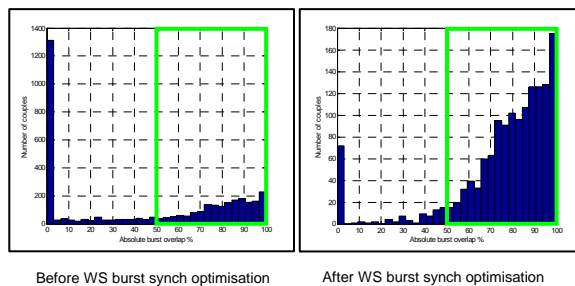 1400
1200
1000
800
600
400
200
0
Number of couples
0 10 20 30 40 50 60 70 80 90 100
Absolute burst overlap %
180
160
140
120
100
80
60
40
20
0
Number of couples
0 10 20 30 40 50 60 70 80 90 100
Absolute burst overlap %
Before WS burst synch optimisation
After WS burst synch optimisation